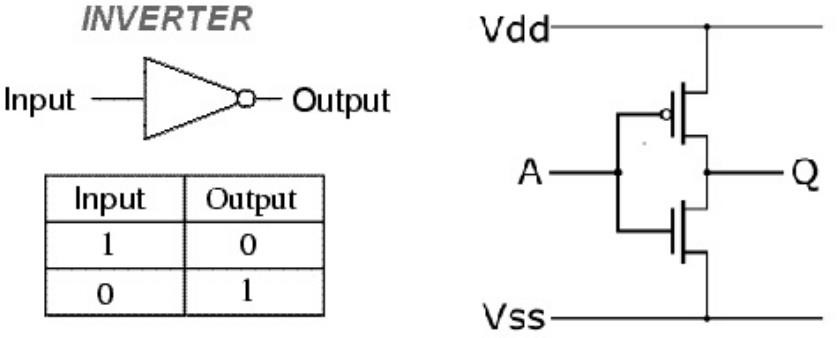 INVERTER
Input
Output
Input Output
1 0
0 1
Vdd
A
Q
Vss